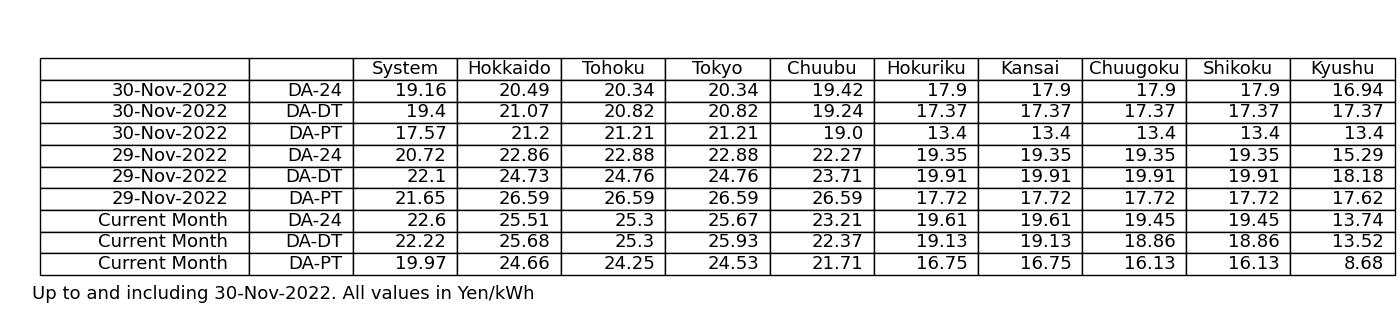 System Hokkaido Tohoku Tokyo Chuubu Hokuriku Kansai Chuugoku Shikoku Kyushu
30-Nov-2022 DA-24 19.16 20.49 20.34 20.34 19.42 17.9 17.9 17.9 17.9 16.94
30-Nov-2022 DA-DT 19.4 21.07 20.82 20.82 19.24 17.37 17.37 17.37 17.37 17.37
30-Nov-2022 DA-PT 17.57 21.2 21.21 21.21 19.0 13.4 13.4 13.4 13.4 13.4
29-Nov-2022 DA-24 20.72 22.86 22.88 22.88 22.27 19.35 19.35 19.35 19.35 15.29
29-Nov-2022 DA-DT 22.1 24.73 24.76 24.76 23.71 19.91 19.91 19.91 19.91 18.18
29-Nov-2022 DA-PT 21.65 26.59 26.59 26.59 26.59 17.72 17.72 17.72 17.72 17.62
Current Month DA-24 22.6 25.51 25.3 25.67 23.21 19.61 19.61 19.45 19.45 13.74
Current Month DA-DT 22.22 25.68 25.3 25.93 22.37 19.13 19.13 18.86 18.86 13.52
Current Month DA-PT 19.97 24.66 24.25 24.53 21.71 16.75 16.75 16.13 16.13 8.68
Up to and including 30-Nov-2022. All values in Yen/kWh